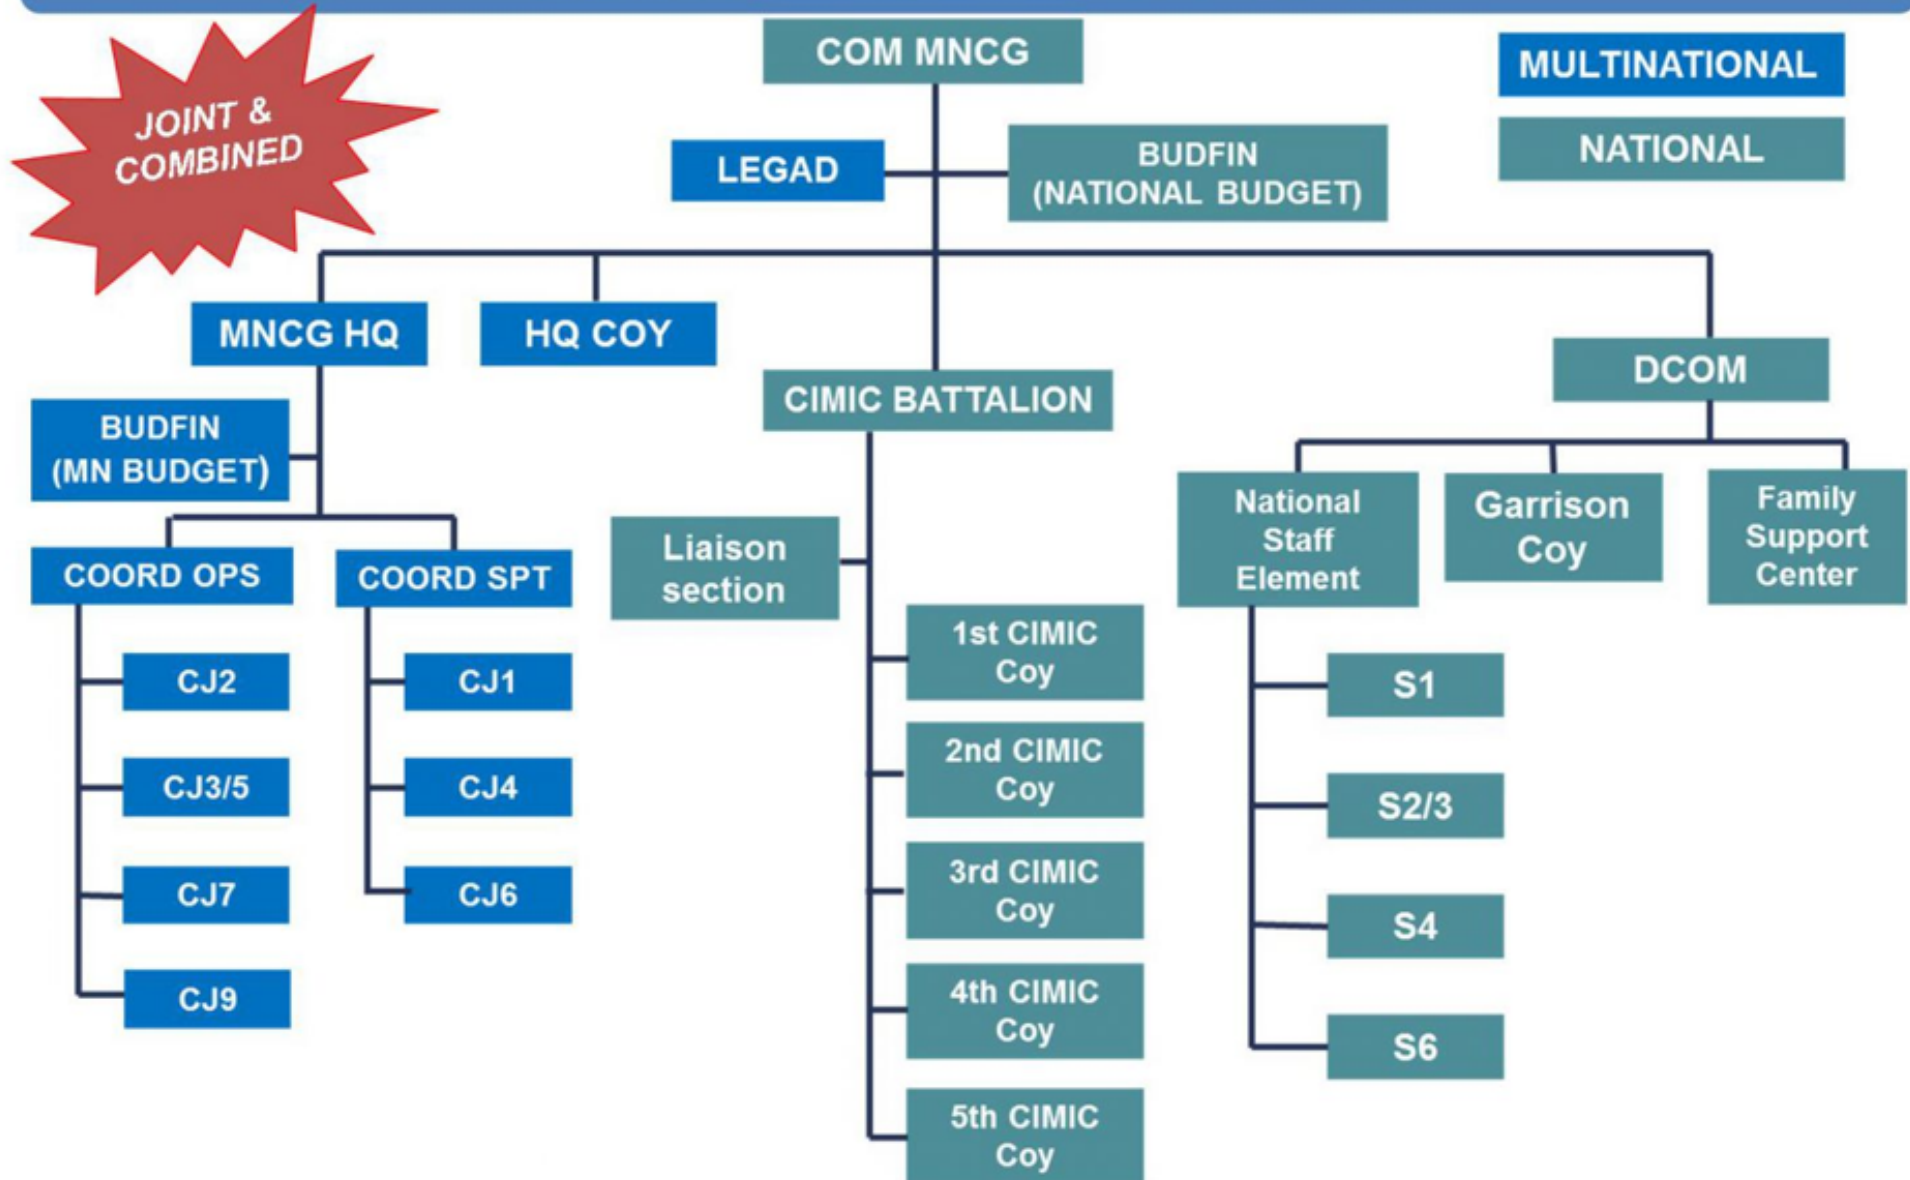 JOINT &
COMBINED
COM MNCG
MULTINATIONAL
NATIONAL
LEGAD
BUDFIN
(NATIONAL BUDGET)
MNCG HQ
HQ COY
CIMIC BATTALION
DCOM
BUDFIN
(MN BUDGET)
COORD OPS
COORD SPT
CJ2
CJ3/5
CJ7
CJ9
CJ1
CJ4
CJ6
Liaison
section
1st CIMIC
Coy
2nd CIMIC
Coy
3rd CIMIC
Coy
4th CIMIC
Coy
5th CIMIC
Coy
National
Staff
Element
Garrison
Coy
Family
Support
Center
S1
S2/3
S4
S6